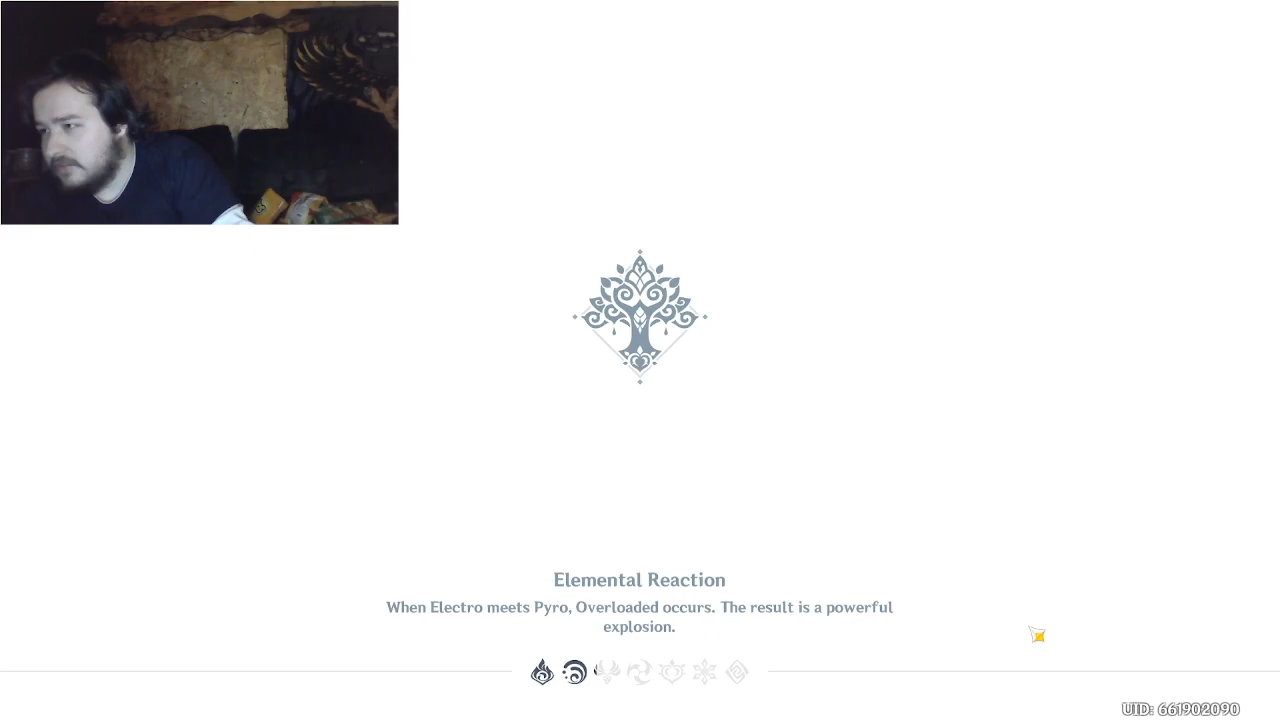 Elemental Reaction
When Electro meets Pyro, Overloaded occurs. The result is a powerful
explosion.
UID: 661902090